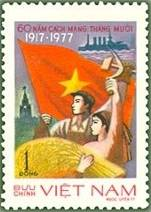 60 NĂM CÁCH MẠNG THÁNG MƯỜI
1917-1977
1
ĐỒNG
BƯU CHÍNH
VIỆT NAM